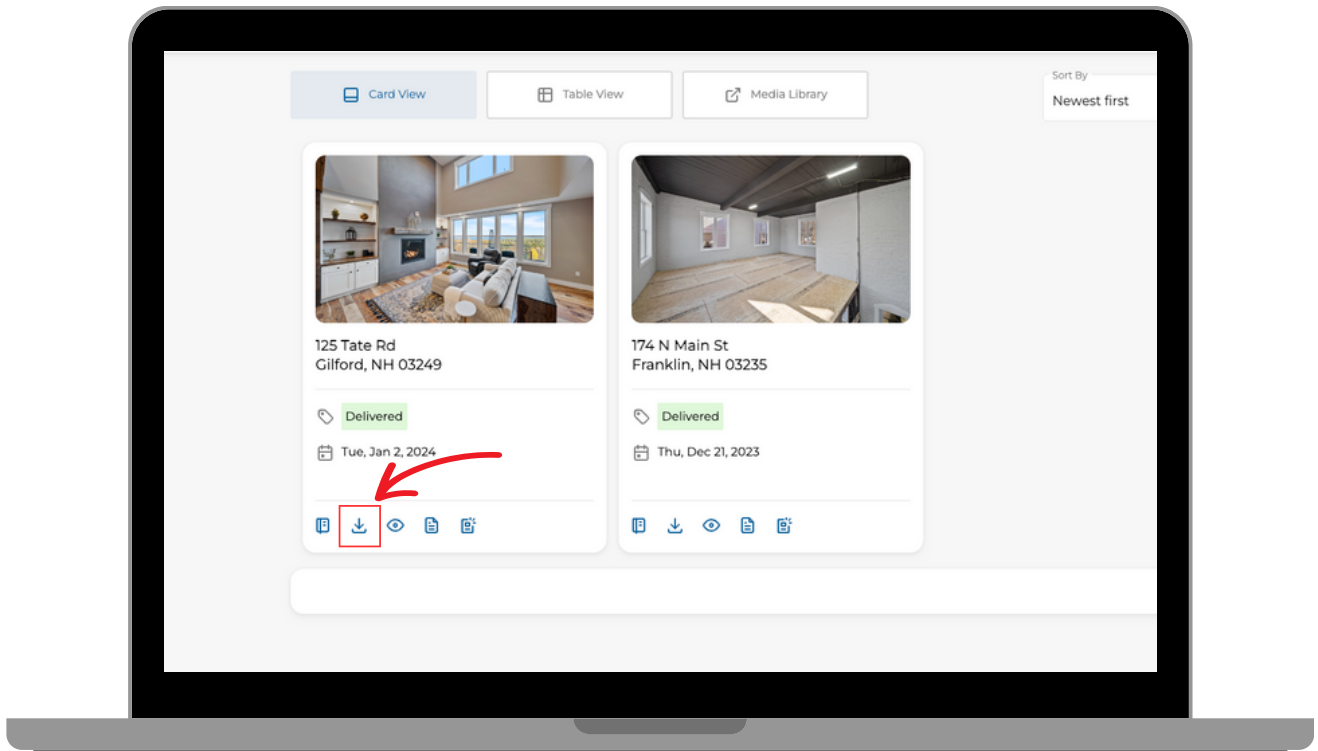 Card View
Table View
Media Library
Sort By
Newest first
125 Tate Rd
Gilford, NH 03249
Delivered
Tue, Jan 2, 2024
174 N Main St
Franklin, NH 03235
Delivered
Thu, Dec 21, 2023